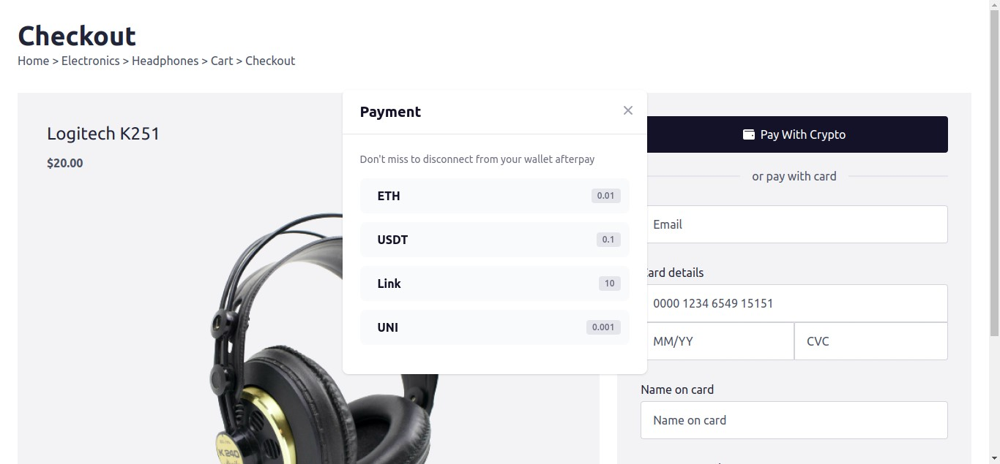 Checkout
Home > Electronics > Headphones > Cart > Checkout
Logitech K251
$20.00
K 240
Payment
Don't miss to disconnect from your wallet afterpay
ETH 0.01
USDT 0.1
Link 10
UNI 0.001
Pay With Crypto
or pay with card
Email
ard details
0000 1234 6549 15151
MM/YY CVC
Name on card
Name on card